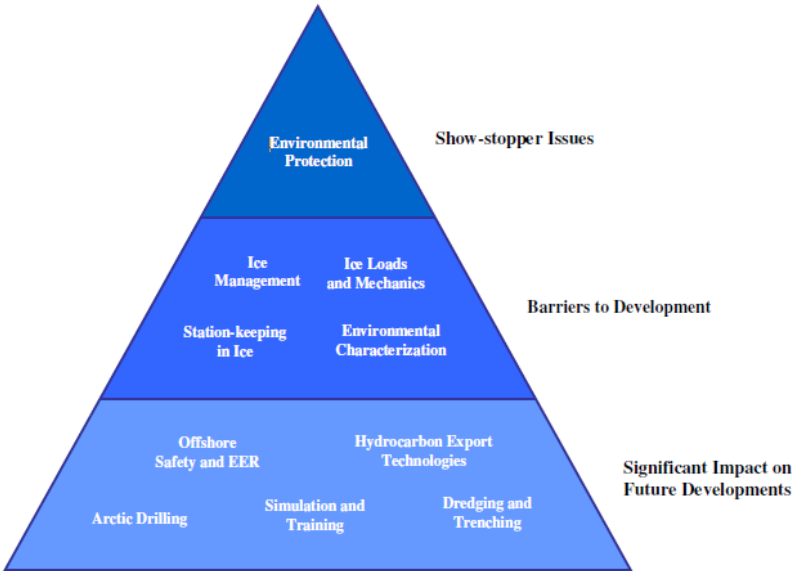 Environmental
Protection
Show-stopper Issues
Ice
Management
Ice Loads
and Mechanics
Station-keeping
in Ice
Environmental
Characterization
Barriers to Development
Offshore
Safety and EER
Hydrocarbon Export
Technologies
Arctic Drilling
Simulation and
Training
Dredging and
Trenching
Significant Impact on
Future Developments